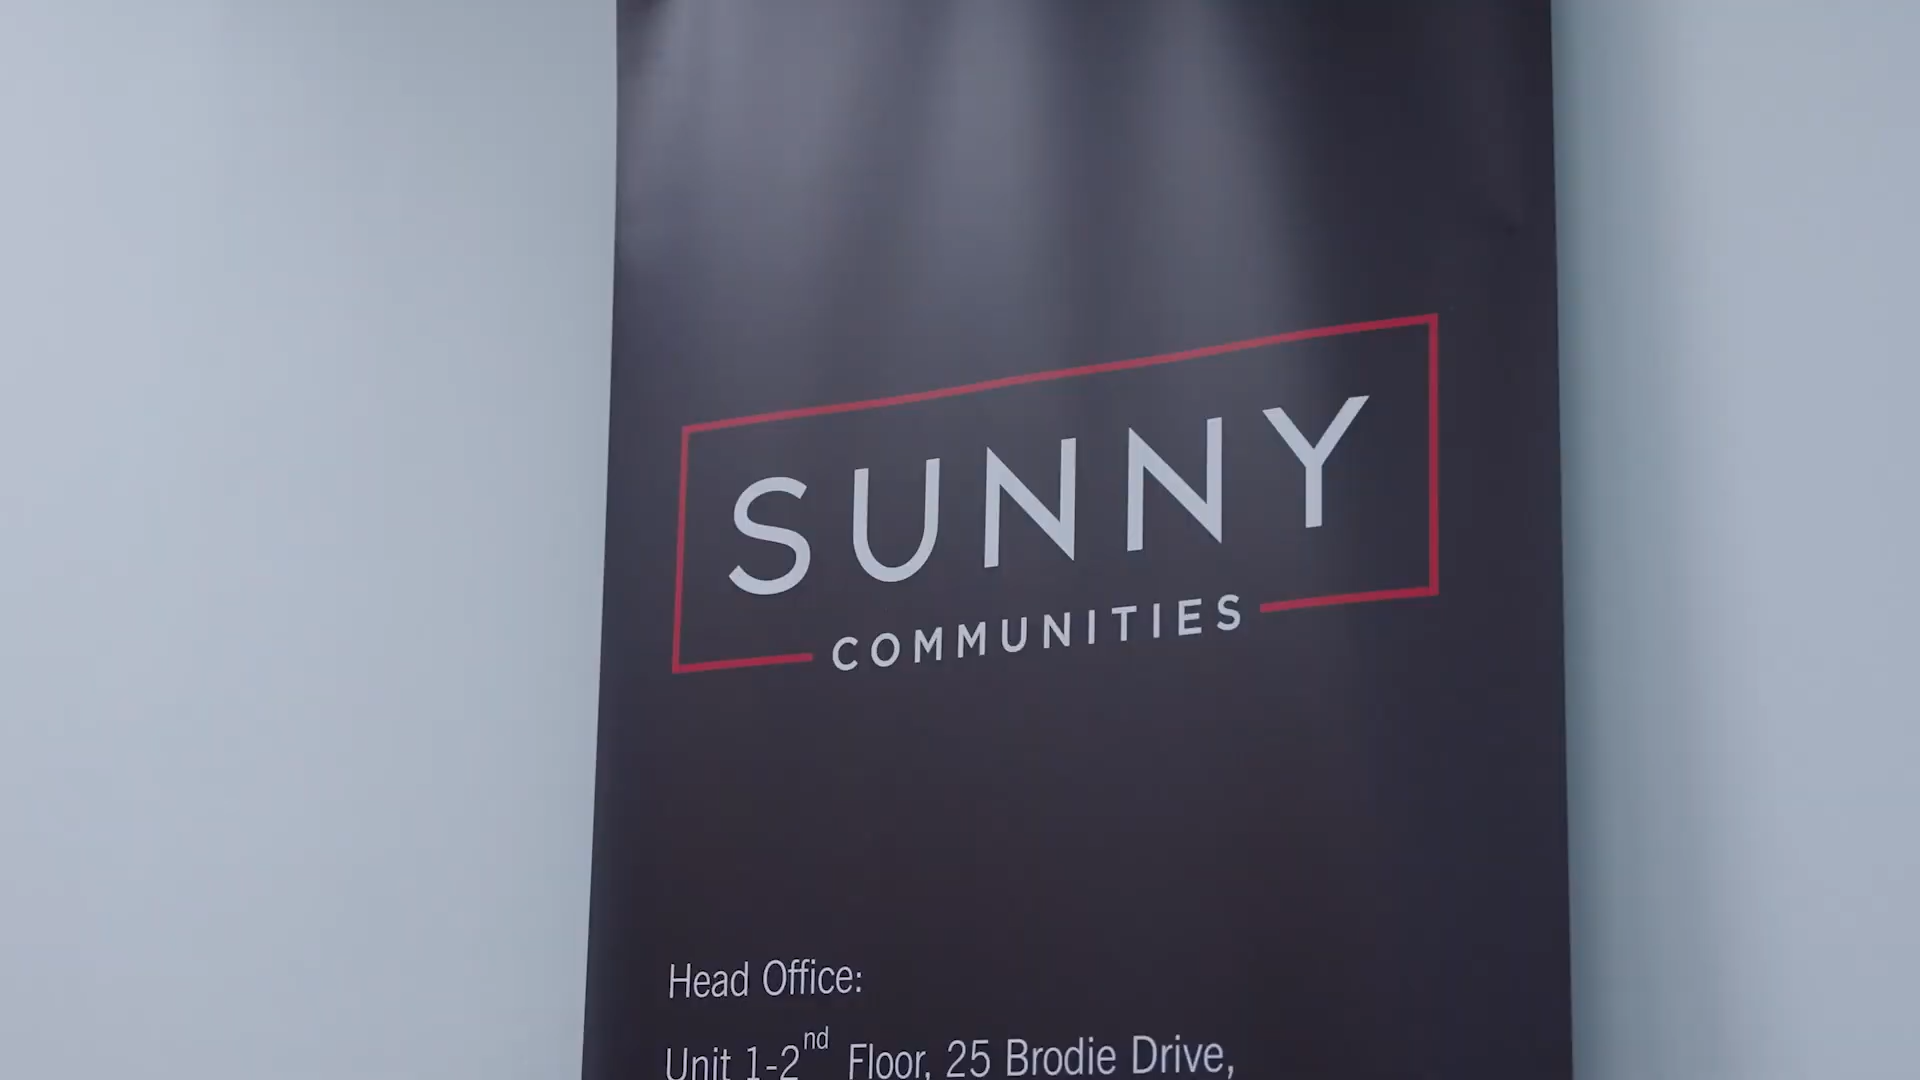 SUNNY
COMMUNITIES
Head Office:
Unit 1-2nd Floor, 25 Brodie Drive,